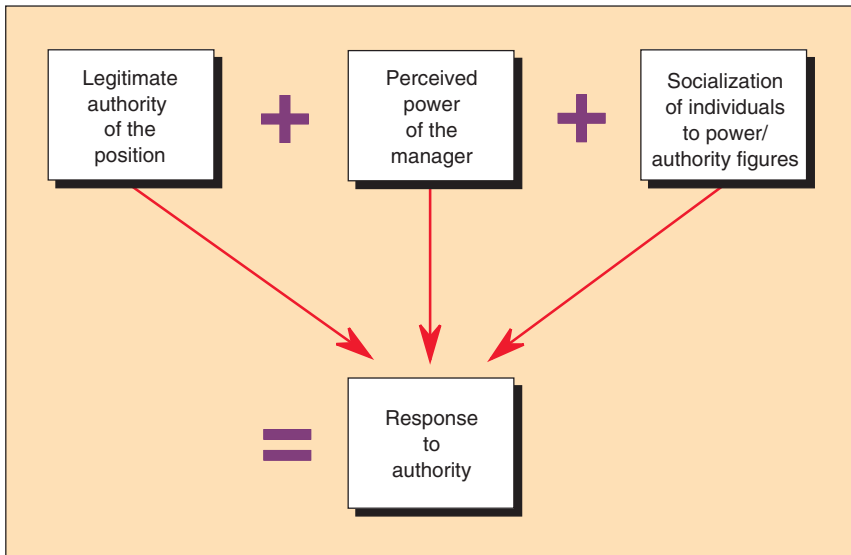 Legitimate
authority
of the
position
+
Perceived
power
of the
manager
+
Socialization
of individuals
to power/
authority figures
=
Response
to
authority